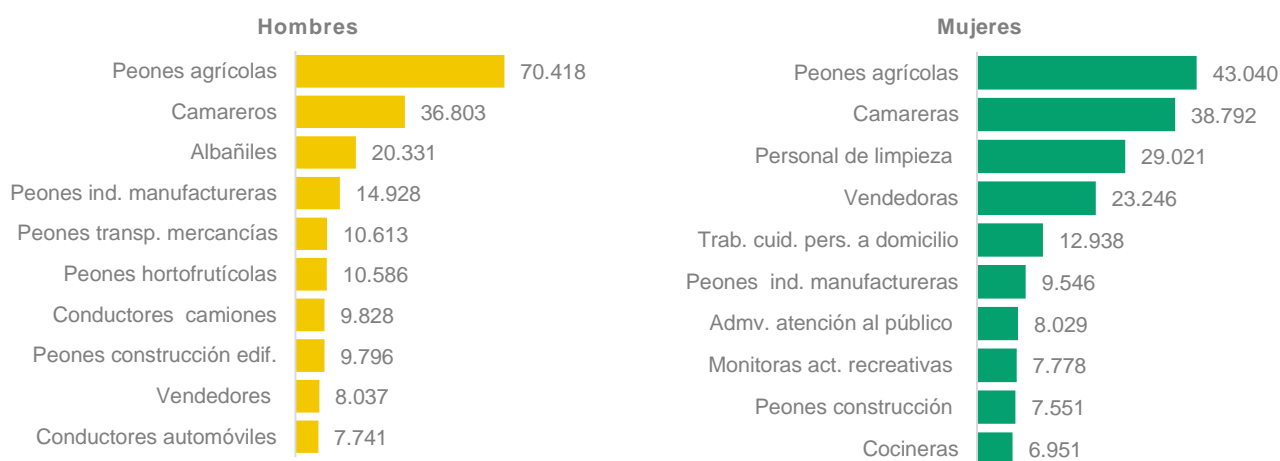 Hombres
Peones agrícolas 70.418
Camareros 36.803
Albañiles 20.331
Peones ind. manufactureras 14.928
Peones transp. mercancías 10.613
Peones hortofrutícolas 10.586
Conductores camiones 9.828
Peones construcción edif. 9.796
Vendedores 8.037
Conductores automóviles 7.741
Mujeres
Peones agrícolas 43.040
Camareras 38.792
Personal de limpieza 29.021
Vendedoras 23.246
Trab. cuid. pers. a domicilio 12.938
Peones ind. manufactureras 9.546
Admv. atención al público 8.029
Monitoras act. recreativas 7.778
Peones construcción 7.551
Cocineras 6.951